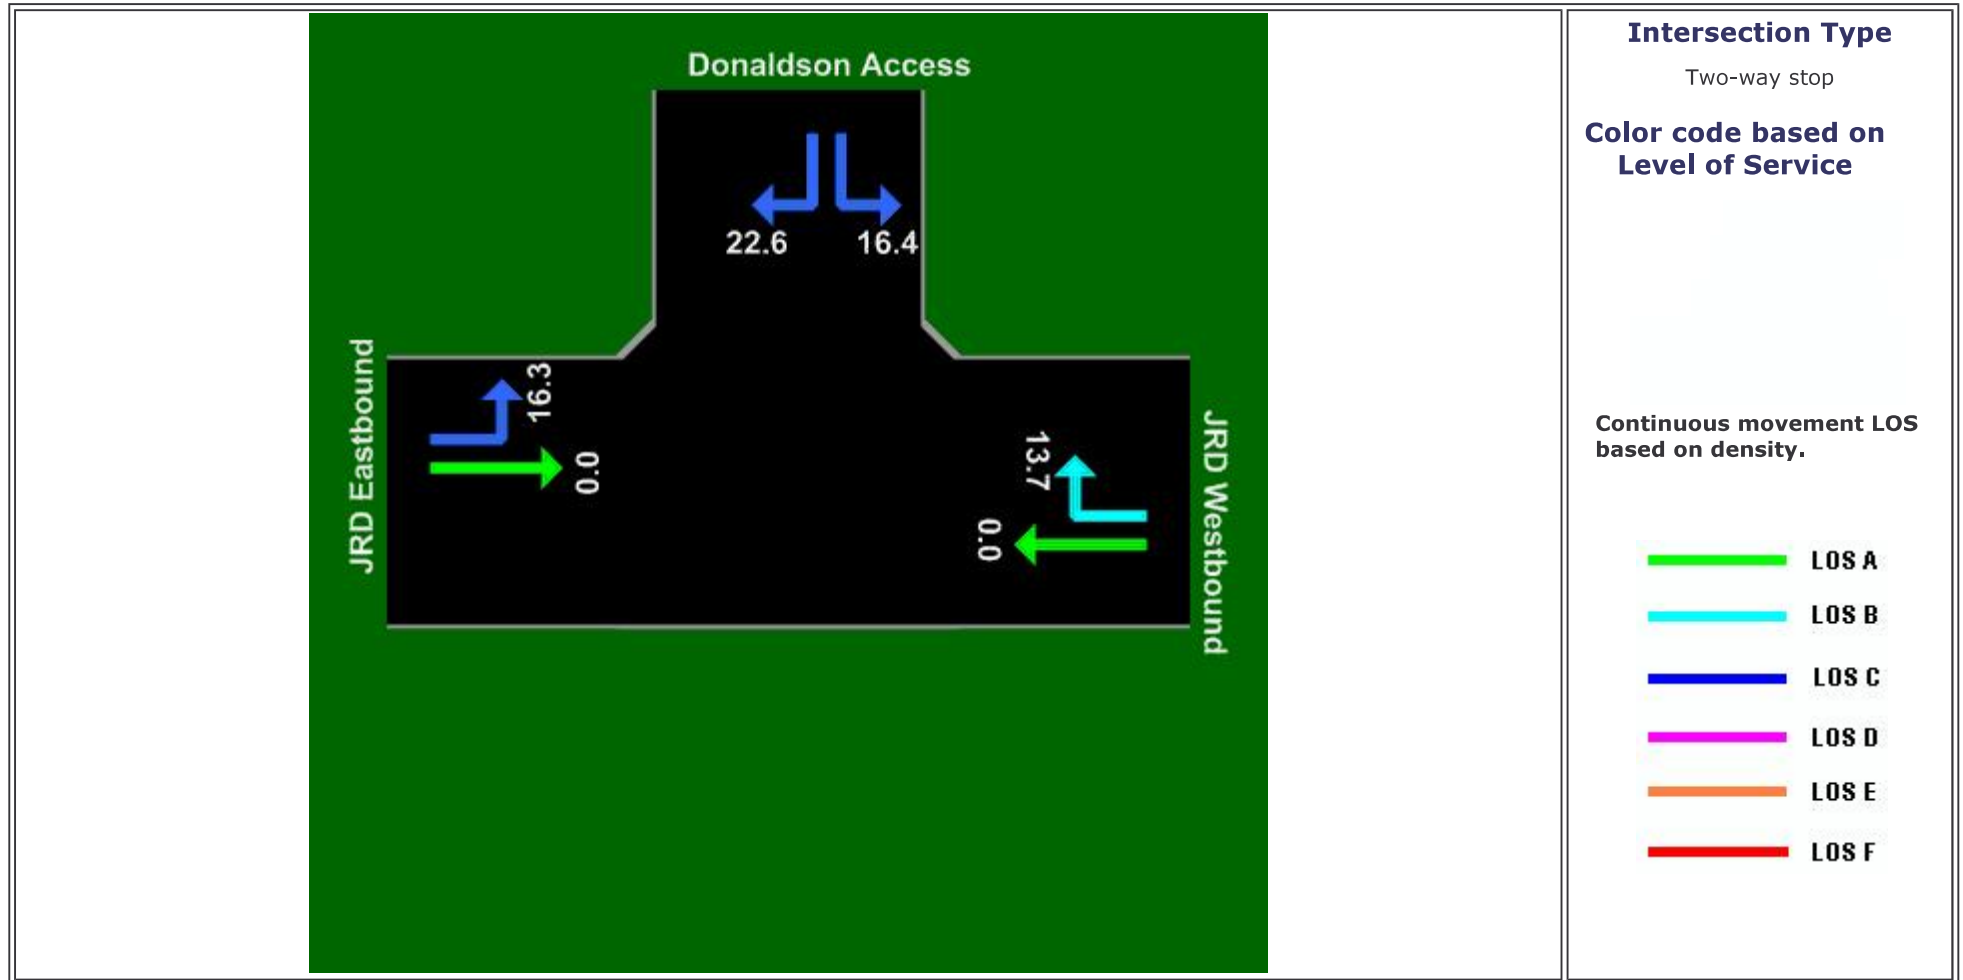 Donaldson Access
22.6
16.4
JRD Eastbound
16.3
0.0
13.7
0.0
JRD Westbound
Intersection Type
Two-way stop
Color code based on
Level of Service
Continuous movement LOS
based on density.
LOS A
LOS B
LOS C
LOS D
LOS E
LOS F